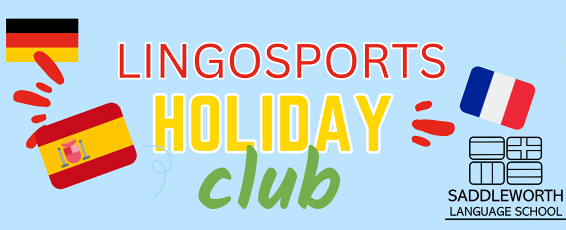 LINGOSPORTS
HOLIDAY
club
SADDLEWORTH
LANGUAGE SCHOOL